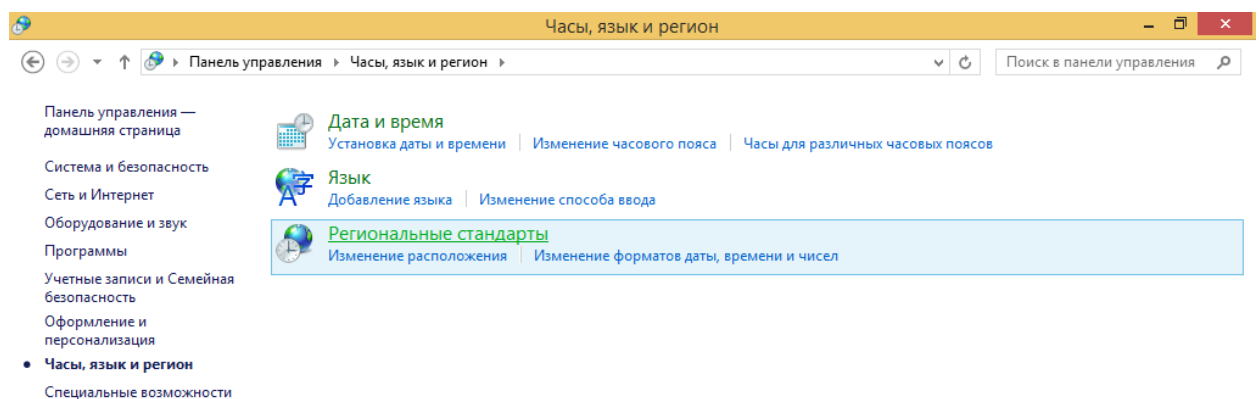 Часы, язык и регион
Панель управления Часы, язык и регион
Поиск в панели управления
Панель управления —
домашняя страница
Система и безопасность
Сеть и Интернет
Оборудование и звук
Программы
Учетные записи и Семейная
безопасность
Оформление и
персонализация
Часы, язык и регион
Специальные возможности
Дата и время
Установка даты и времени Изменение часового пояса Часы для различных часовых поясов
Язык
Добавление языка Изменение способа ввода
Региональные стандарты
Изменение расположения Изменение форматов даты, времени и чисел